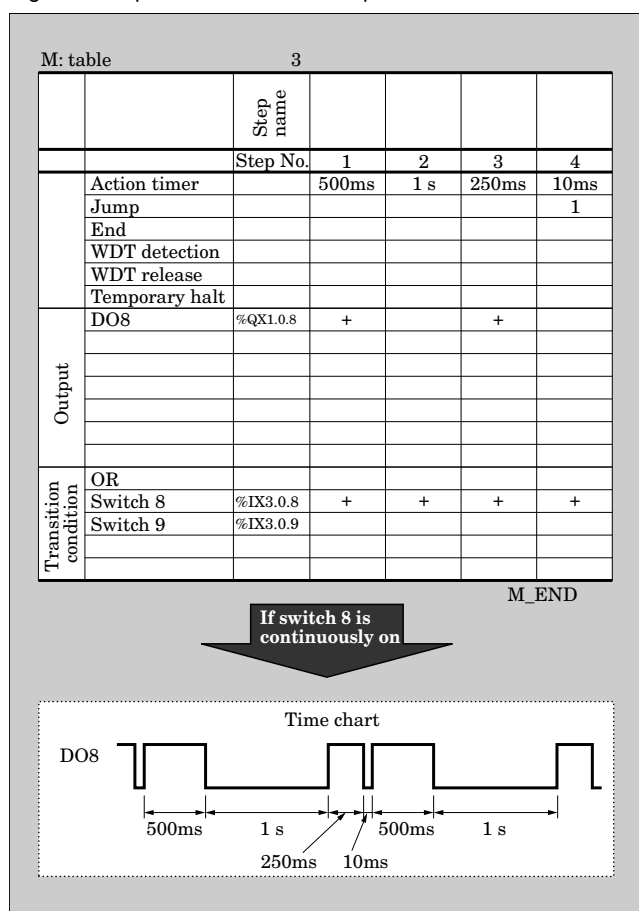 M: table 3
Step name
Step No. 1 2 3 4
Action timer 500ms 1 s 250ms 10ms
Jump 1
End
WDT detection
WDT release
Temporary halt
Output
DO8 %QX1.0.8 + +
Transition condition
OR
Switch 8 %IX3.0.8 + + + +
Switch 9 %IX3.0.9
M_END
If switch 8 is
continuously on
Time chart
DO8
500ms 1 s 500ms 1 s
250ms 10ms